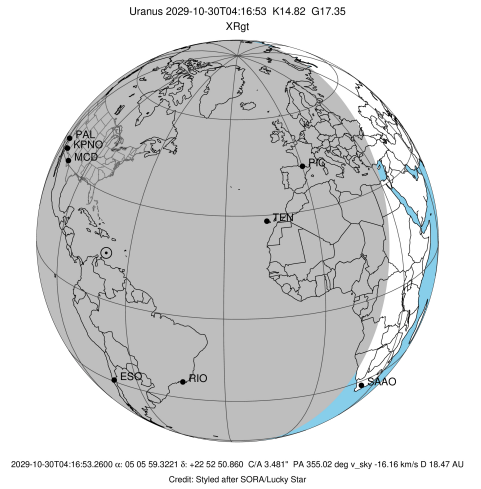 Uranus 2029-10-30T04:16:53 K14.82 G17.35
XRgt
PAL
KPNO
MCD
PIC
TEN
ESO
RIO
SAAO
2029-10-30T04:16:53.2600 α: 05 05 59.3221 δ: +22 52 50.860 C/A 3.481" PA 355.02 deg v_sky -16.16 km/s D 18.47 AU
Credit: Styled after SORA/Lucky Star